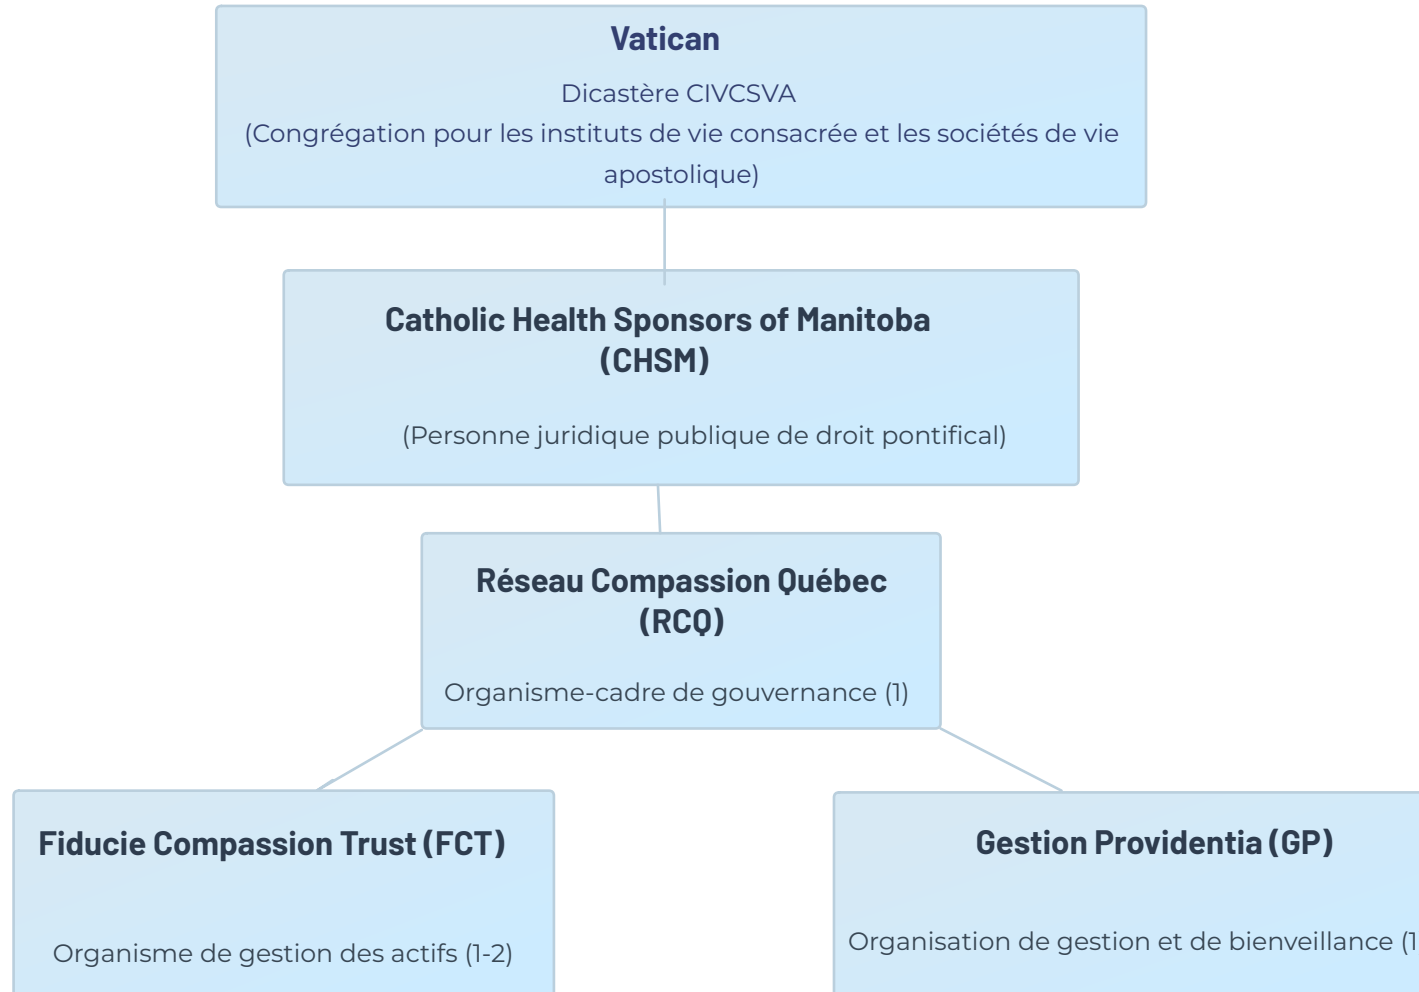 Vatican
Dicastère CIVCSVA
(Congrégation pour les instituts de vie consacrée et les sociétés de vie
apostolique)
Catholic Health Sponsors of Manitoba
(CHSM)
(Personne juridique publique de droit pontifical)
Réseau Compassion Québec
(RCQ)
Organisme-cadre de gouvernance (1)
Fiducie Compassion Trust (FCT)
Organisme de gestion des actifs (1-2)
Gestion Providentia (GP)
Organisation de gestion et de bienveillance (1